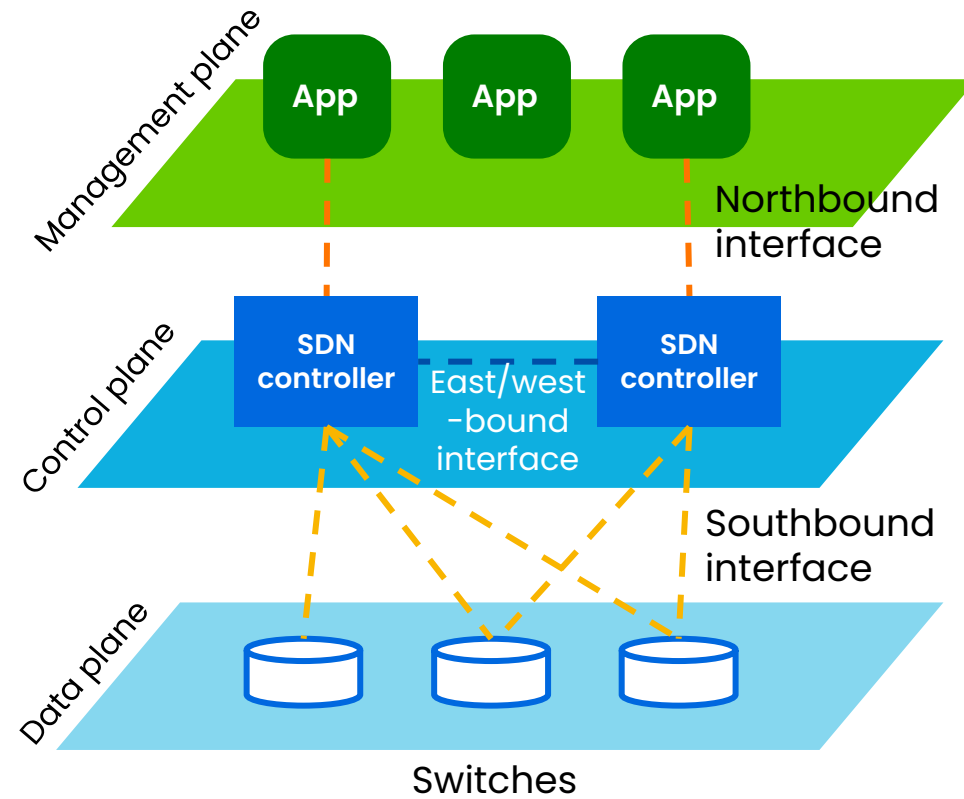 Management plane
App
App
App
Northbound
interface
Control plane
SDN
controller
SDN
controller
East/west
-bound
interface
Southbound
interface
Data plane
Switches